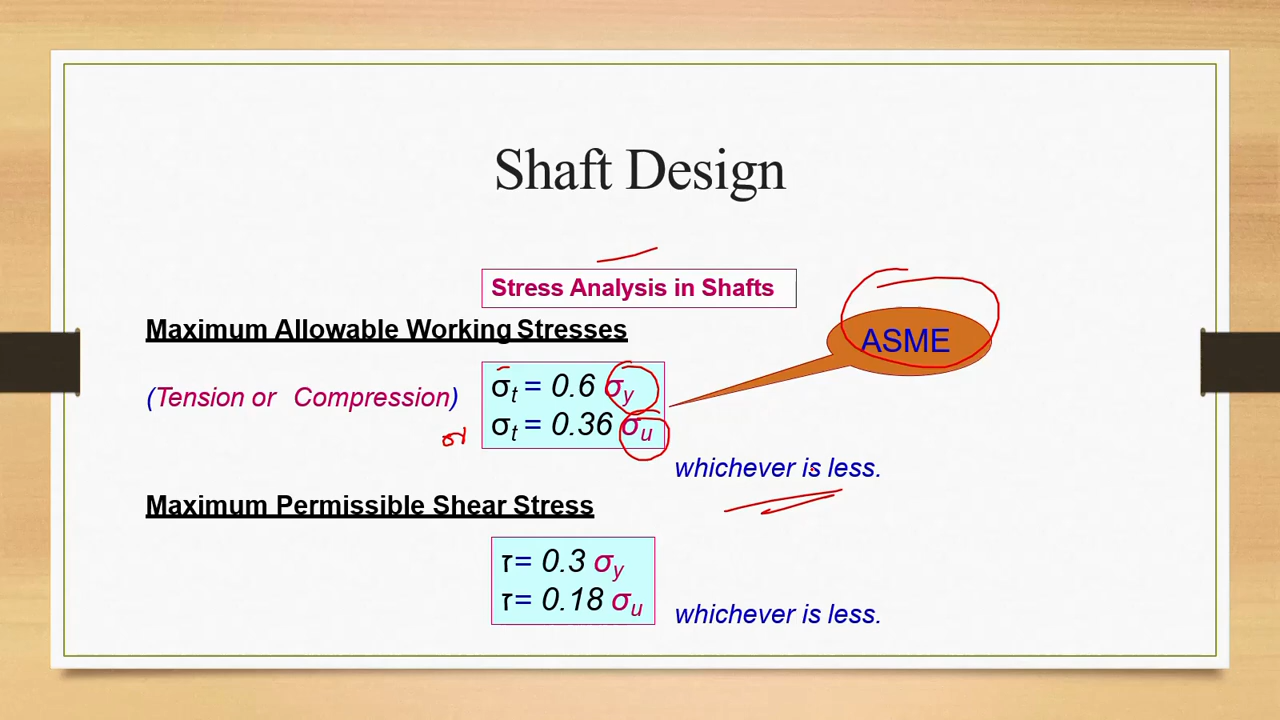 Shaft Design
Stress Analysis in Shafts
Maximum Allowable Working Stresses
ASME
(Tension or Compression)
σt = 0.6 σy
or
σt = 0.36 σu
whichever is less.
Maximum Permissible Shear Stress
τ= 0.3 σy
τ= 0.18 σu
whichever is less.